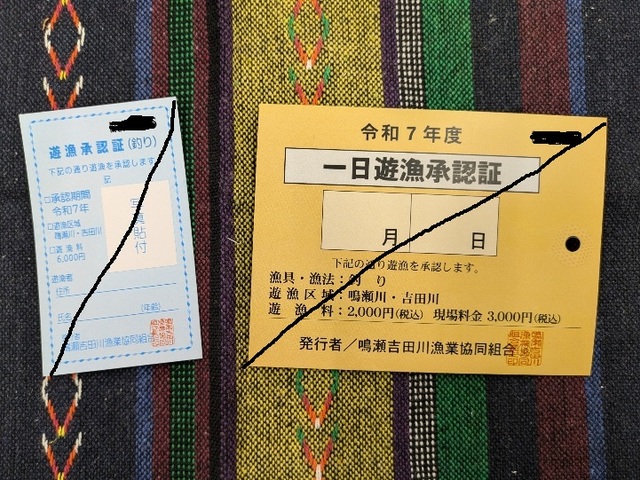 遊漁承認証(釣り)
下記の通り遊漁を承認します
記
□承認期間
令和7年
□遊漁区域
鳴瀬川・吉田川
□遊漁料
6,000円
写真貼付
遊漁者
住所
氏名
(年齢)
鳴瀬吉田川漁業協同組合
令和7年度
一日遊漁承認証
月 日
下記の通り遊漁を承認します。
漁具・漁法:釣り
遊漁区域:鳴瀬川・吉田川
遊漁料:2,000円(税込) 現場料金 3,000円(税込)
発行者/鳴瀬吉田川漁業協同組合